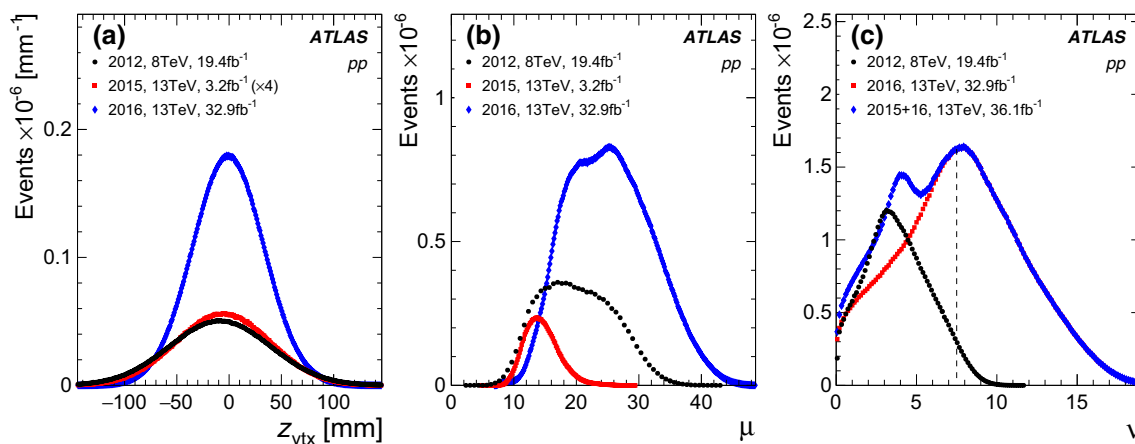 (a) ATLAS
pp
2012, 8TeV, 19.4fb⁻¹
2015, 13TeV, 3.2fb⁻¹ (×4)
2016, 13TeV, 32.9fb⁻¹
Events ×10⁻⁶ [mm⁻¹]
0.2
0.1
0
−100 −50 0 50 100
z_vtx [mm]
(b) ATLAS
pp
2012, 8TeV, 19.4fb⁻¹
2015, 13TeV, 3.2fb⁻¹
2016, 13TeV, 32.9fb⁻¹
Events ×10⁻⁶
1
0.5
0
0 10 20 30 40
μ
(c) ATLAS
pp
2012, 8TeV, 19.4fb⁻¹
2016, 13TeV, 32.9fb⁻¹
2015+16, 13TeV, 36.1fb⁻¹
Events ×10⁻⁶
2.5
2
1.5
1
0.5
0
0 5 10 15